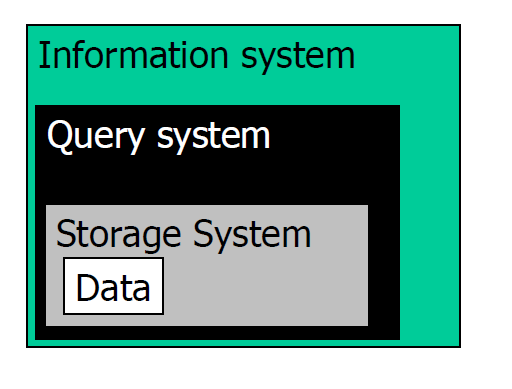 Information system
Query system
Storage System
Data